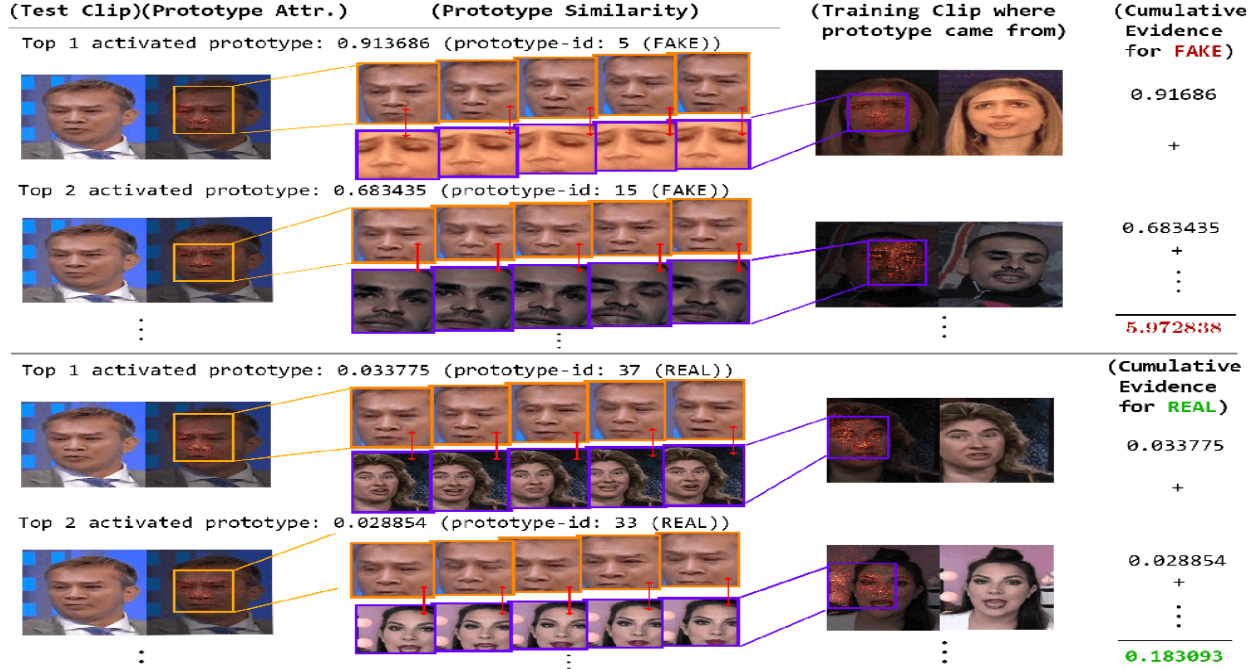 (Test Clip)(Prototype Attr.) (Prototype Similarity) (Training Clip where prototype came from) (Cumulative Evidence for FAKE)
Top 1 activated prototype: 0.913686 (prototype-id: 5 (FAKE))
0.91686
+
Top 2 activated prototype: 0.683435 (prototype-id: 15 (FAKE))
0.683435
+
5.972838
Top 1 activated prototype: 0.033775 (prototype-id: 37 (REAL))
(Cumulative
Evidence
for REAL)
0.033775
+
Top 2 activated prototype: 0.028854 (prototype-id: 33 (REAL))
0.028854
+
0.183093